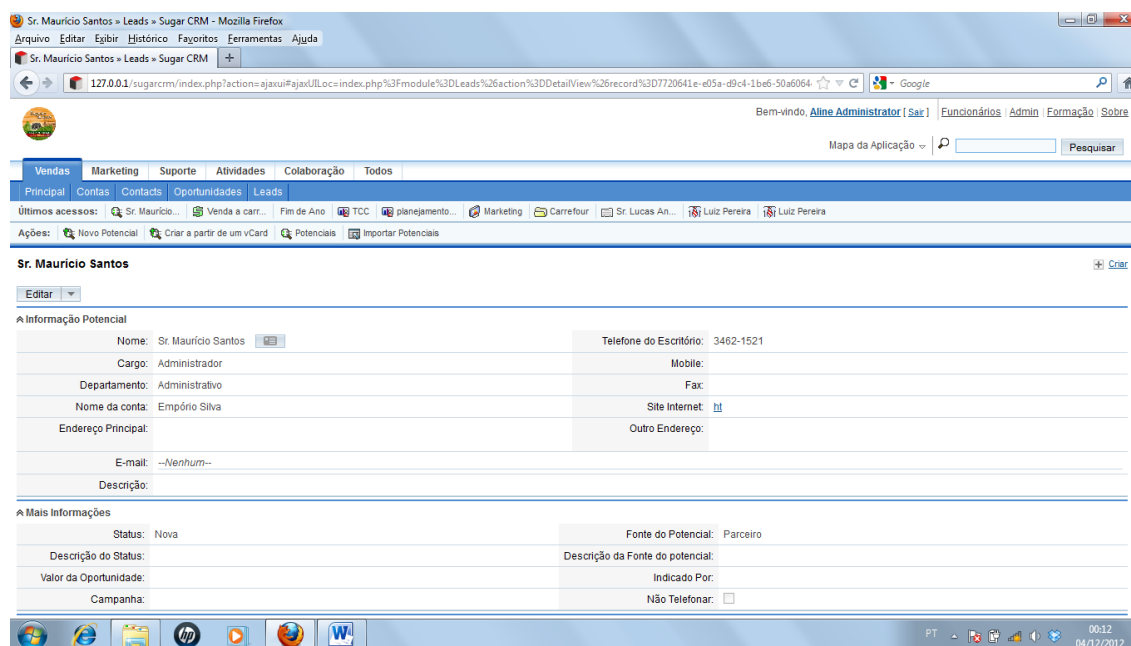 Sr. Maurício Santos » Leads » Sugar CRM - Mozilla Firefox
Arquivo Editar Exibir Histórico Favoritos Ferramentas Ajuda
Sr. Maurício Santos » Leads » Sugar CRM +
127.0.0.1/sugarcrm/index.php?action=ajaxui#ajaxUILoc=index.php%3Fmodule%3DLeads%26action%3DDetailView%26record%3D7720641e-e05a-d9c4-1be6-50a6064 Google
Bem-vindo, Aline Administrator [ Sair ] Funcionários Admin Formação Sobre
Mapa da Aplicação Pesquisar
Vendas Marketing Suporte Atividades Colaboração Todos
Principal Contas Contacts Oportunidades Leads
Últimos acessos: Sr. Maurício... Venda a carr... Fim de Ano TCC planejamento... Marketing Carrefour Sr. Lucas An... Luiz Pereira Luiz Pereira
Ações: Novo Potencial Criar a partir de um vCard Potenciais Importar Potenciais
Sr. Maurício Santos Criar
Editar
Informação Potencial
Nome: Sr. Maurício Santos Telefone do Escritório: 3462-1521
Cargo: Administrador Mobile:
Departamento: Administrativo Fax:
Nome da conta: Empório Silva Site Internet: ht
Endereço Principal: Outro Endereço:
E-mail: --Nenhum--
Descrição:
Mais Informações
Status: Nova Fonte do Potencial: Parceiro
Descrição do Status: Descrição da Fonte do potencial:
Valor da Oportunidade: Indicado Por:
Campanha: Não Telefonar:
hp W PT 00:12
04/12/2012